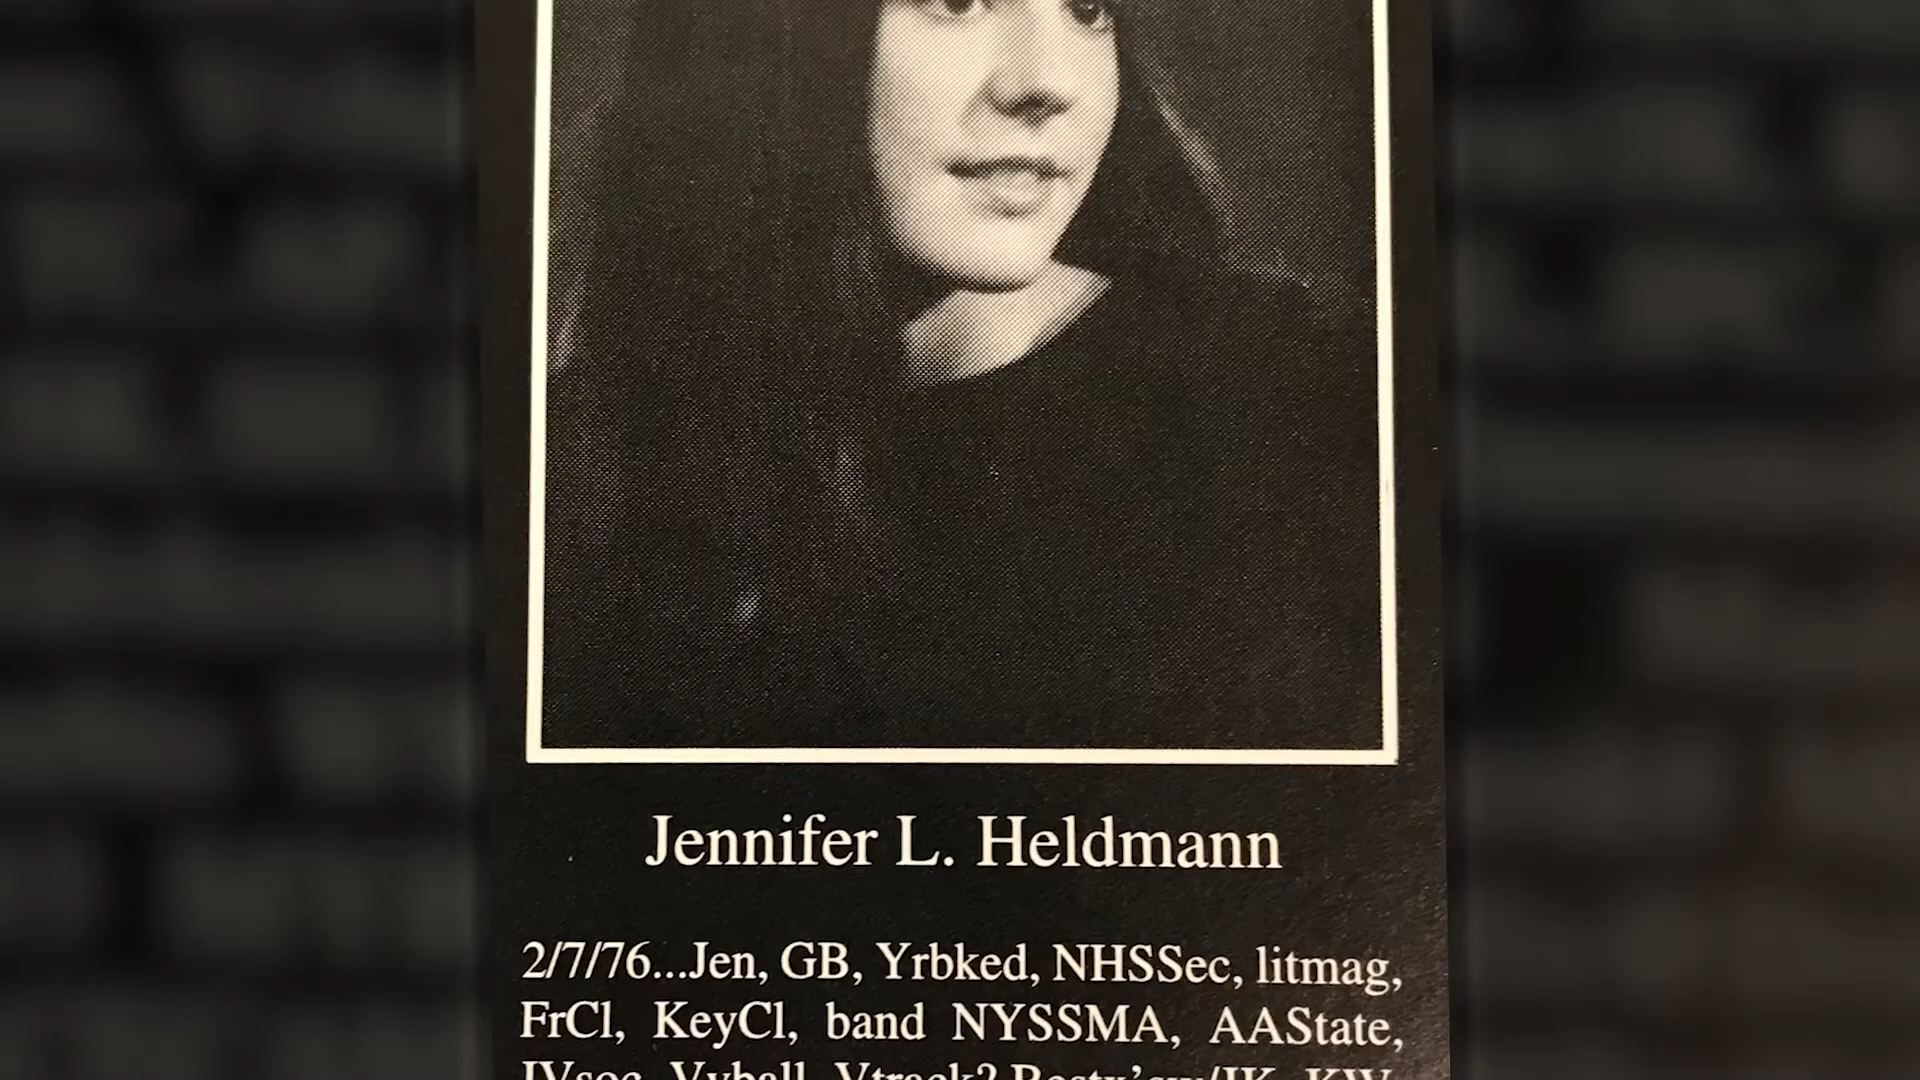 Jennifer L. Heldmann
2/7/76...Jen, GB, Yrbked, NHSSec, litmag,
FrCl, KeyCl, band NYSSMA, AAState,